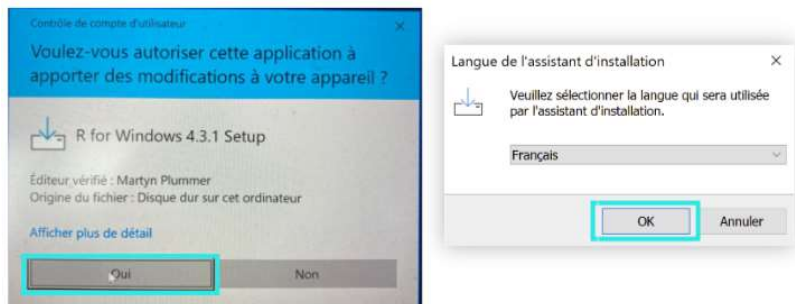 Contrôle de compte d'utilisateur
Voulez-vous autoriser cette application à
apporter des modifications à votre appareil ?
R for Windows 4.3.1 Setup
Éditeur vérifié : Martyn Plummer
Origine du fichier : Disque dur sur cet ordinateur
Afficher plus de détail
Oui
Non
Langue de l'assistant d'installation
Veuillez sélectionner la langue qui sera utilisée
par l'assistant d'installation.
Français
OK
Annuler